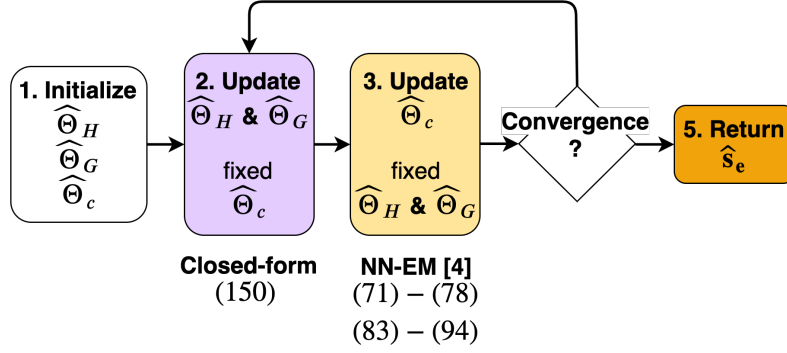 1. Initialize
Θ̂_H
Θ̂_G
Θ̂_c
2. Update
Θ̂_H & Θ̂_G
fixed
Θ̂_c
Closed-form
(150)
3. Update
Θ̂_c
fixed
Θ̂_H & Θ̂_G
NN-EM [4]
(71) − (78)
(83) − (94)
Convergence
?
5. Return
ŝ_e